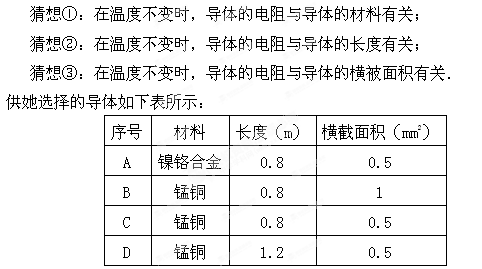 猜想①：在温度不变时，导体的电阻与导体的材料有关；
猜想②：在温度不变时，导体的电阻与导体的长度有关；
猜想③：在温度不变时，导体的电阻与导体的横被面积有关．
供她选择的导体如下表所示：
序号 材料 长度（m） 横截面积（mm²）
A 镍铬合金 0.8 0.5
B 锰铜 0.8 1
C 锰铜 0.8 0.5
D 锰铜 1.2 0.5